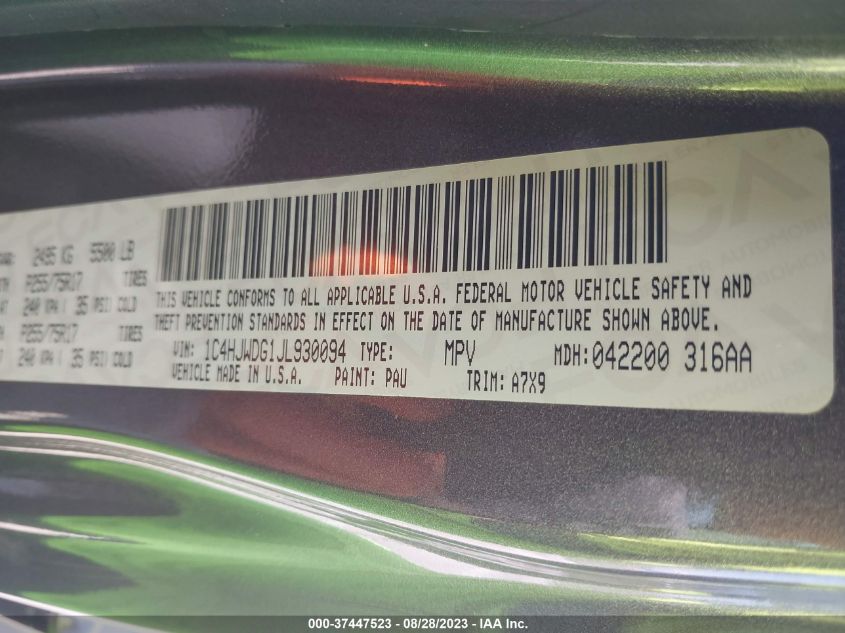 2495 KG 5500 LB
P255/75R17 TIRES
240 KPA ( 35 PSI) COLD
P255/75R17 TIRES
240 KPA ( 35 PSI) COLD
THIS VEHICLE CONFORMS TO ALL APPLICABLE U.S.A. FEDERAL MOTOR VEHICLE SAFETY AND
THEFT PREVENTION STANDARDS IN EFFECT ON THE DATE OF MANUFACTURE SHOWN ABOVE.
VIN: 1C4HJWDG1JL930094 TYPE: MPV MDH:042200 316AA
VEHICLE MADE IN U.S.A. PAINT: PAU TRIM: A7X9
000-37447523 - 08/28/2023 - IAA Inc.